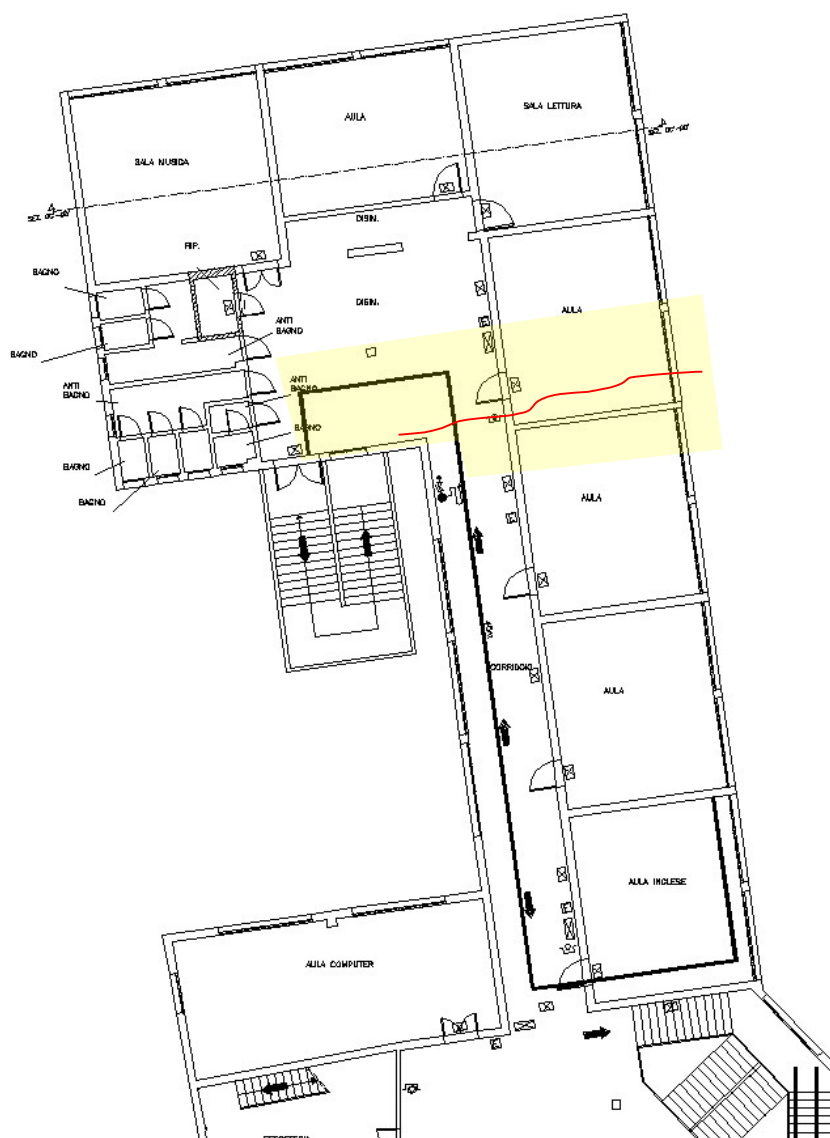 SALA LETTURA
AULA
SALA MUSICA
DISIM.
RIP.
BAGNO
DISIM.
AULA
ANTI
BAGNO
BAGNO
ANTI
BAGNO
ANTI
BAGNO
BAGNO
BAGNO
BAGNO
AULA
CORRIDOIO
AULA
AULA INGLESE
AULA COMPUTER